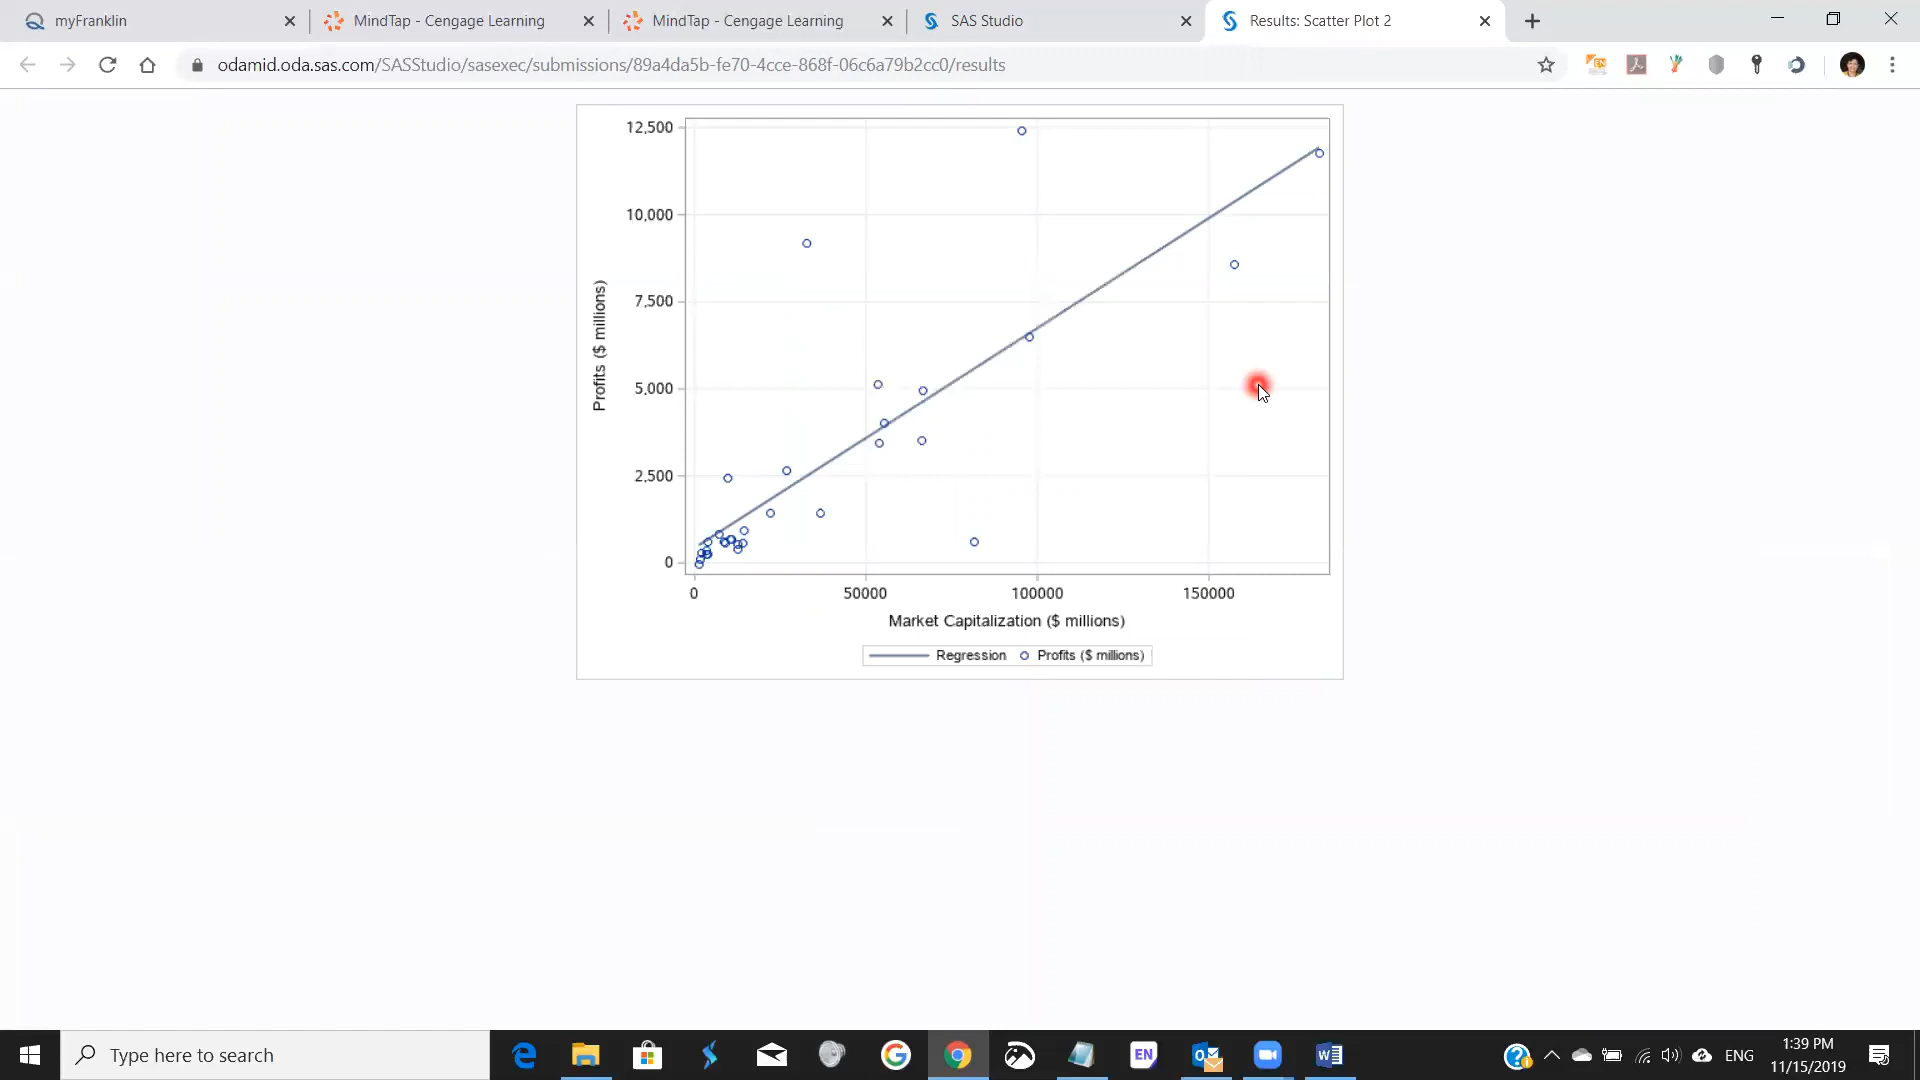 myFranklin
MindTap - Cengage Learning
MindTap - Cengage Learning
SAS Studio
Results: Scatter Plot 2
odamid.oda.sas.com/SASStudio/sasexec/submissions/89a4da5b-fe70-4cce-868f-06c6a79b2cc0/results
12,500
10,000
7,500
5,000
2,500
0
Profits ($ millions)
0
50000
100000
150000
Market Capitalization ($ millions)
Regression
Profits ($ millions)
Type here to search
EN
ENG
1:39 PM
11/15/2019